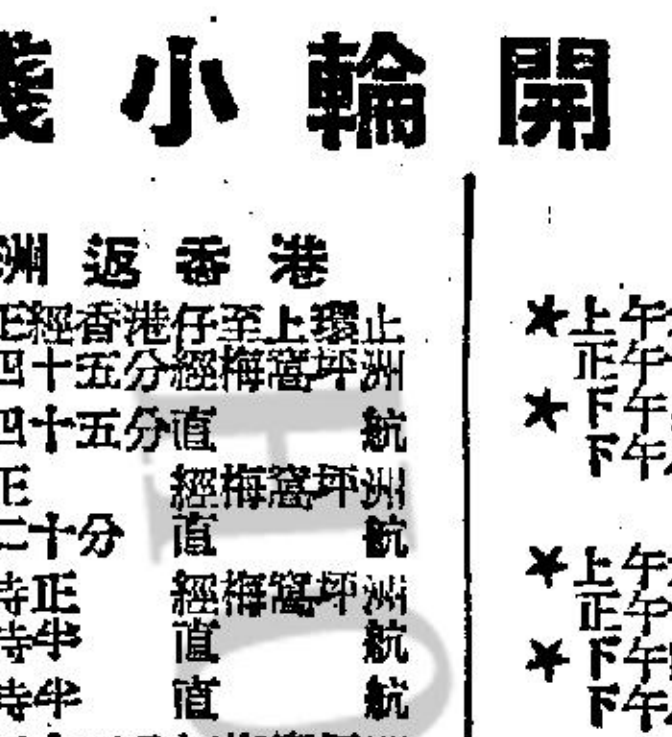 小輪開
洲返香港
正經香港仔至上環止
四十五分經梅窩坪洲
四十五分直航
正 經梅窩坪洲
二十分 直航
時正 經梅窩坪洲
時半 直航
時半 直航
★上午
正午
★下午
下午
★上午
正午
★下午
下午